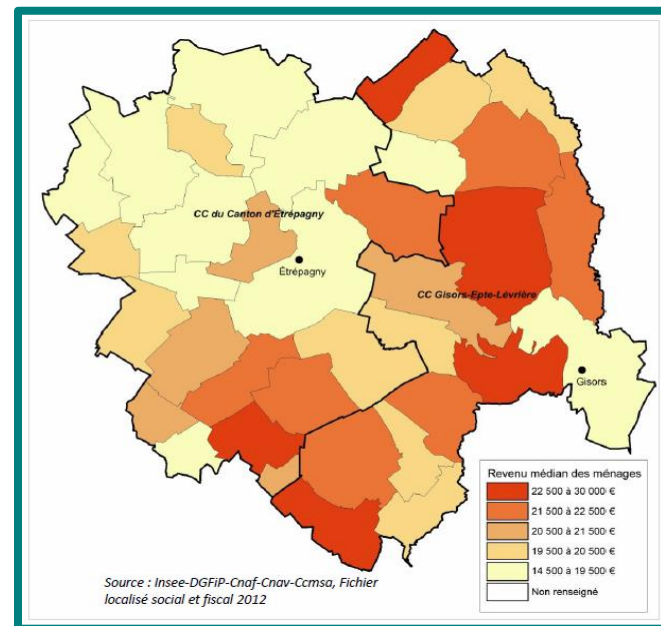 CC du Canton d'Étrépagny
Étrépagny
CC Gisors-Epte-Lévrière
Gisors
Revenu médian des ménages
22 500 à 30 000 €
21 500 à 22 500 €
20 500 à 21 500 €
19 500 à 20 500 €
14 500 à 19 500 €
Non renseigné
Source : Insee-DGFiP-Cnaf-Cnav-Ccmsa, Fichier
localisé social et fiscal 2012